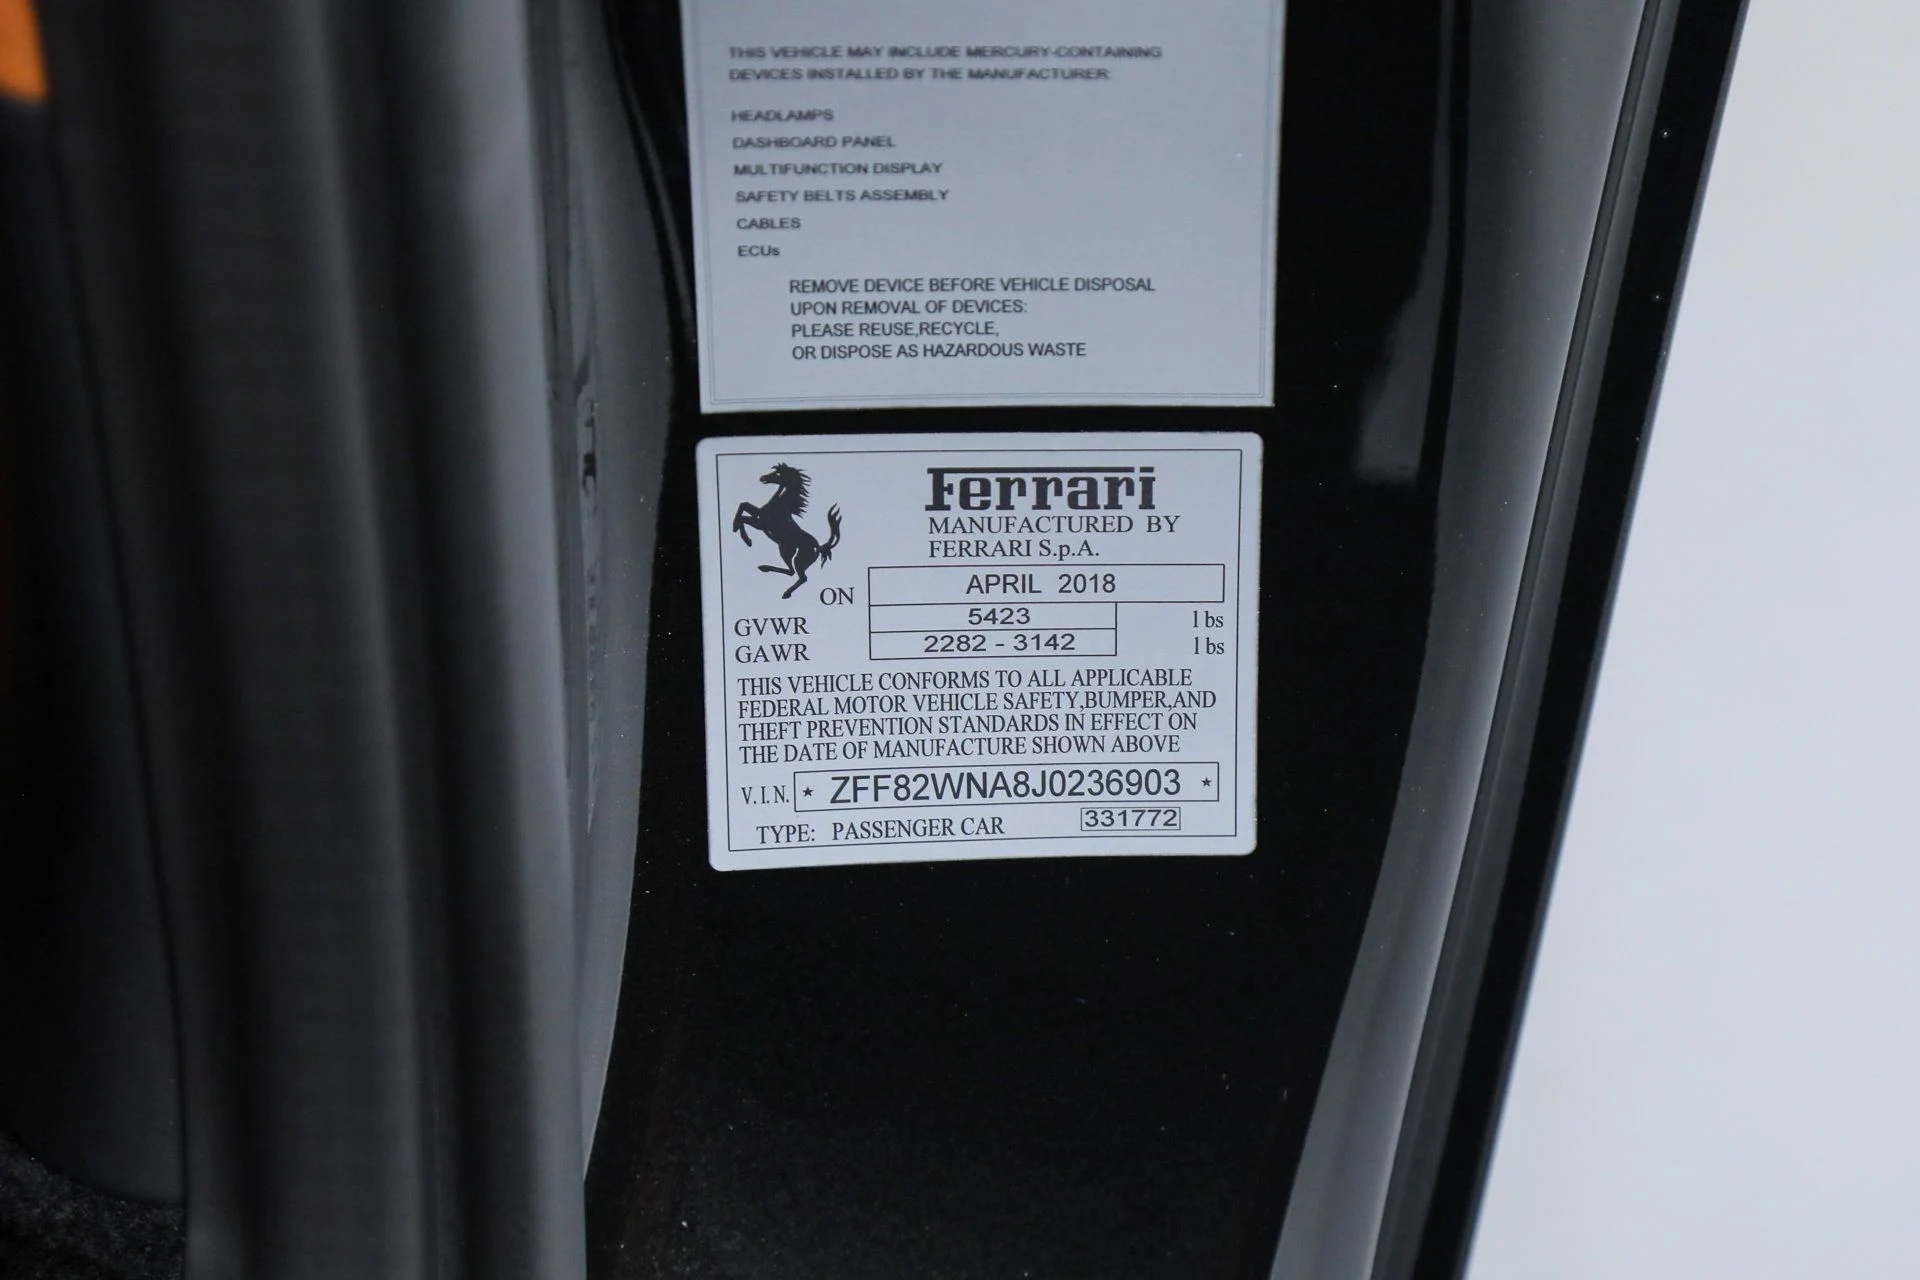 THIS VEHICLE MAY INCLUDE MERCURY-CONTAINING
DEVICES INSTALLED BY THE MANUFACTURER:
HEADLAMPS
DASHBOARD PANEL
MULTIFUNCTION DISPLAY
SAFETY BELTS ASSEMBLY
CABLES
ECUs
REMOVE DEVICE BEFORE VEHICLE DISPOSAL
UPON REMOVAL OF DEVICES:
PLEASE REUSE,RECYCLE,
OR DISPOSE AS HAZARDOUS WASTE
Ferrari
MANUFACTURED BY
FERRARI S.p.A.
ON APRIL 2018
GVWR 5423 lbs
GAWR 2282 - 3142 lbs
THIS VEHICLE CONFORMS TO ALL APPLICABLE
FEDERAL MOTOR VEHICLE SAFETY,BUMPER,AND
THEFT PREVENTION STANDARDS IN EFFECT ON
THE DATE OF MANUFACTURE SHOWN ABOVE
V.I.N. * ZFF82WNA8J0236903 *
TYPE: PASSENGER CAR 331772